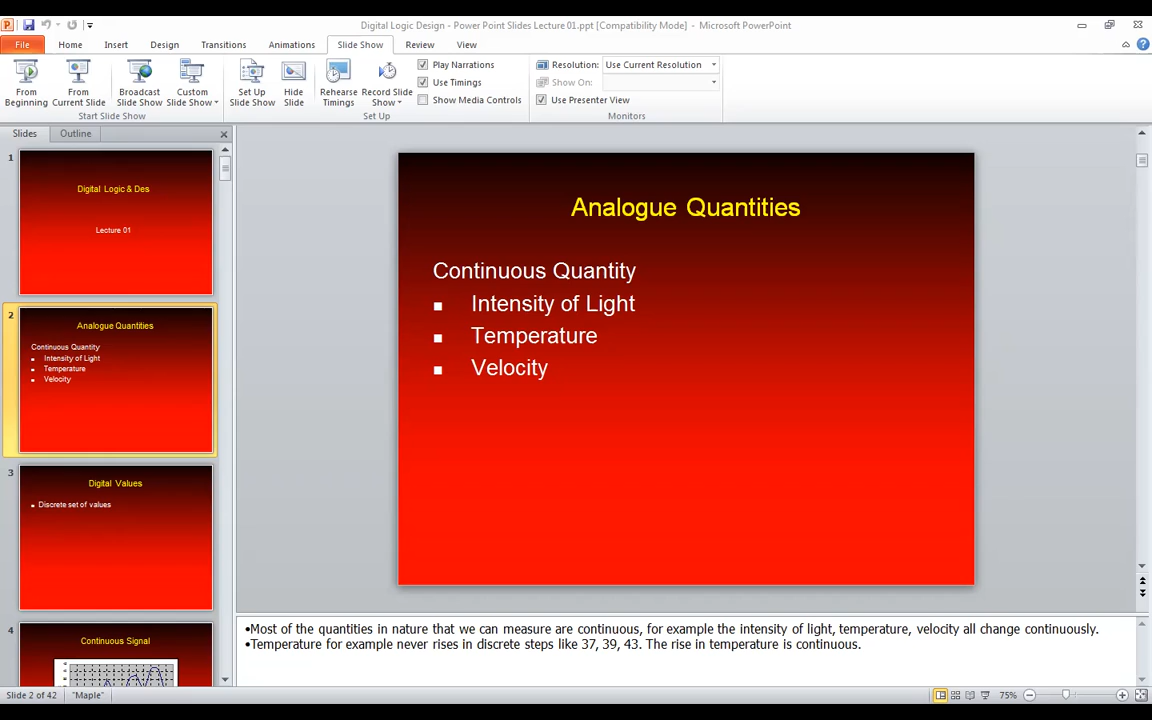 Digital Logic Design - Power Point Slides Lecture 01.ppt [Compatibility Mode] - Microsoft PowerPoint
File Home Insert Design Transitions Animations Slide Show Review View
From Beginning
From Current Slide
Broadcast Slide Show
Custom Slide Show
Start Slide Show
Set Up Slide Show
Hide Slide
Rehearse Timings
Record Slide Show
Play Narrations
Use Timings
Show Media Controls
Set Up
Resolution: Use Current Resolution
Show On:
Use Presenter View
Monitors
Slides Outline
1
Digital Logic & Des
Lecture 01
2
Analogue Quantities
Continuous Quantity
Intensity of Light
Temperature
Velocity
3
Digital Values
Discrete set of values
4
Continuous Signal
Analogue Quantities
Continuous Quantity
Intensity of Light
Temperature
Velocity
•Most of the quantities in nature that we can measure are continuous, for example the intensity of light, temperature, velocity all change continuously.
•Temperature for example never rises in discrete steps like 37, 39, 43. The rise in temperature is continuous.
Slide 2 of 42 "Maple" 75%